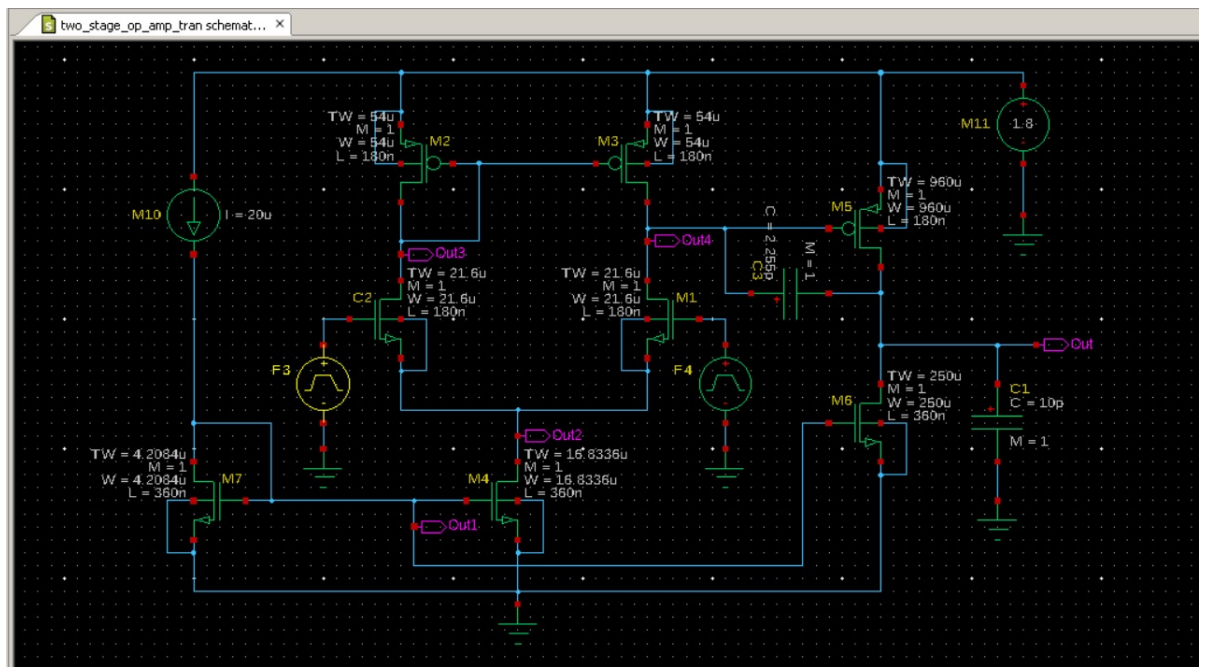 two_stage_op_amp_tran schemat... ×
TW = 54u
M = 1
W = 54u
L = 180n
M2
TW = 54u
M = 1
W = 54u
L = 180n
M3
M11
1.8
M10
I = 20u
TW = 960u
M = 1
W = 960u
L = 180n
M5
C = 2.255p
M = 1
C3
Out3
Out4
TW = 21.6u
M = 1
W = 21.6u
L = 180n
C2
TW = 21.6u
M = 1
W = 21.6u
L = 180n
M1
F3
F4
Out
TW = 250u
M = 1
W = 250u
L = 360n
M6
C1
C = 10p
M = 1
Out2
TW = 4.2084u
M = 1
W = 4.2084u
L = 360n
M7
TW = 16.8336u
M = 1
W = 16.8336u
L = 360n
M4
Out1